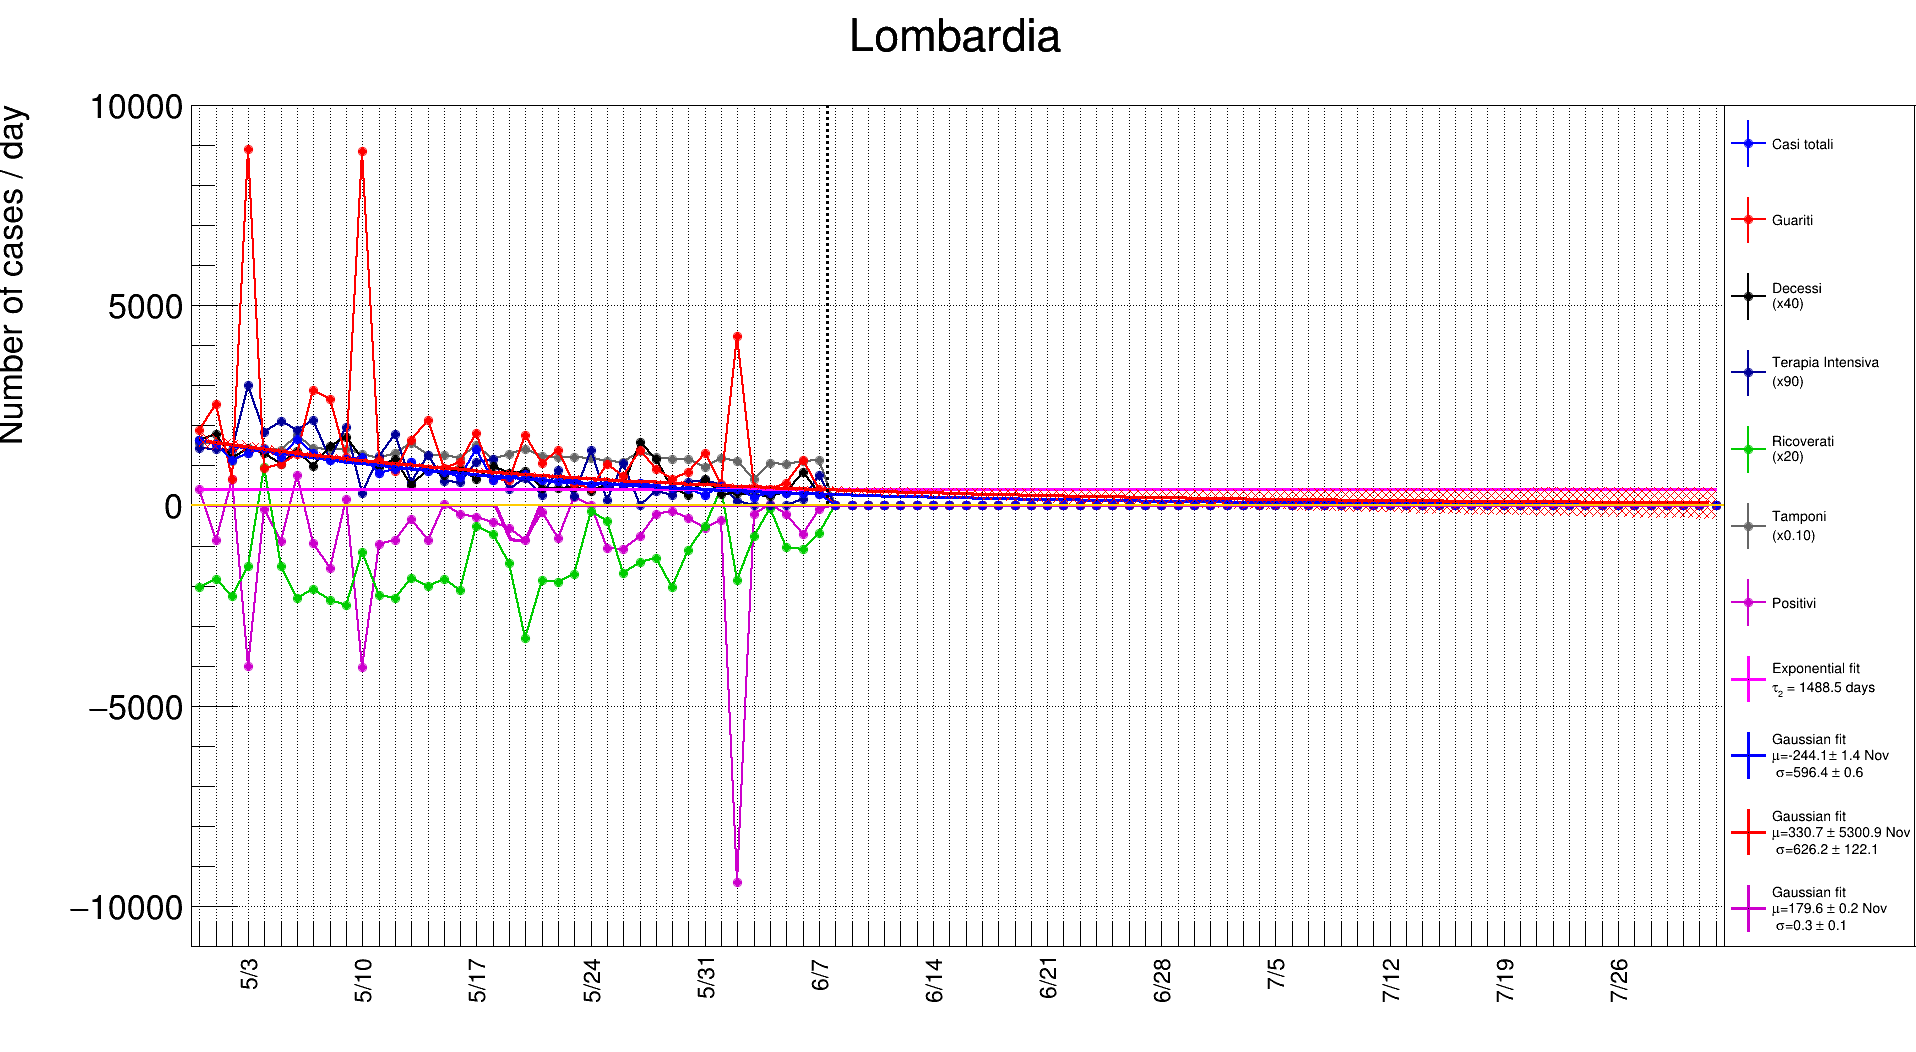 Lombardia
Number of cases / day
10000
5000
0
−5000
−10000
5/3
5/10
5/17
5/24
5/31
6/7
6/14
6/21
6/28
7/5
7/12
7/19
7/26
Casi totali
Guariti
Decessi
(x40)
Terapia Intensiva
(x90)
Ricoverati
(x20)
Tamponi
(x0.10)
Positivi
Exponential fit
τ2 = 1488.5 days
Gaussian fit
μ=-244.1± 1.4 Nov
σ=596.4 ± 0.6
Gaussian fit
μ=330.7 ± 5300.9 Nov
σ=626.2 ± 122.1
Gaussian fit
μ=179.6 ± 0.2 Nov
σ=0.3 ± 0.1